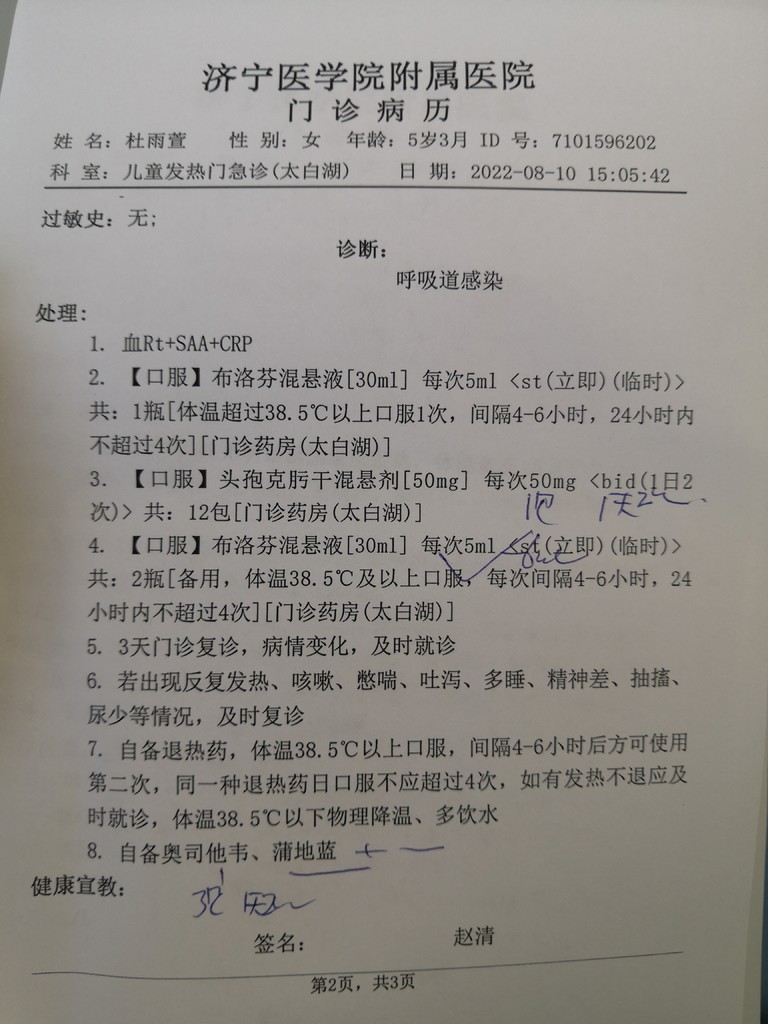 济宁医学院附属医院
门诊病历
姓 名：杜雨萱 性 别：女 年龄：5岁3月 ID 号：7101596202
科 室：儿童发热门急诊(太白湖) 日 期：2022-08-10 15:05:42
过敏史：无；
诊断：
呼吸道感染
处理：
1. 血Rt+SAA+CRP
2. 【口服】布洛芬混悬液[30ml] 每次5ml <st(立即)(临时)>
共：1瓶[体温超过38.5℃以上口服1次，间隔4-6小时，24小时内
不超过4次][门诊药房(太白湖)]
3. 【口服】头孢克肟干混悬剂[50mg] 每次50mg <bid(1日2
次)> 共：12包[门诊药房(太白湖)]
4. 【口服】布洛芬混悬液[30ml] 每次5ml <st(立即)(临时)>
共：2瓶[备用，体温38.5℃及以上口服，每次间隔4-6小时，24
小时内不超过4次][门诊药房(太白湖)]
5. 3天门诊复诊，病情变化，及时就诊
6. 若出现反复发热、咳嗽、憋喘、吐泻、多睡、精神差、抽搐、
尿少等情况，及时复诊
7. 自备退热药，体温38.5℃以上口服，间隔4-6小时后方可使用
第二次，同一种退热药日口服不应超过4次，如有发热不退应及
时就诊，体温38.5℃以下物理降温、多饮水
8. 自备奥司他韦、蒲地蓝
健康宣教：
签名： 赵清
第2页，共3页